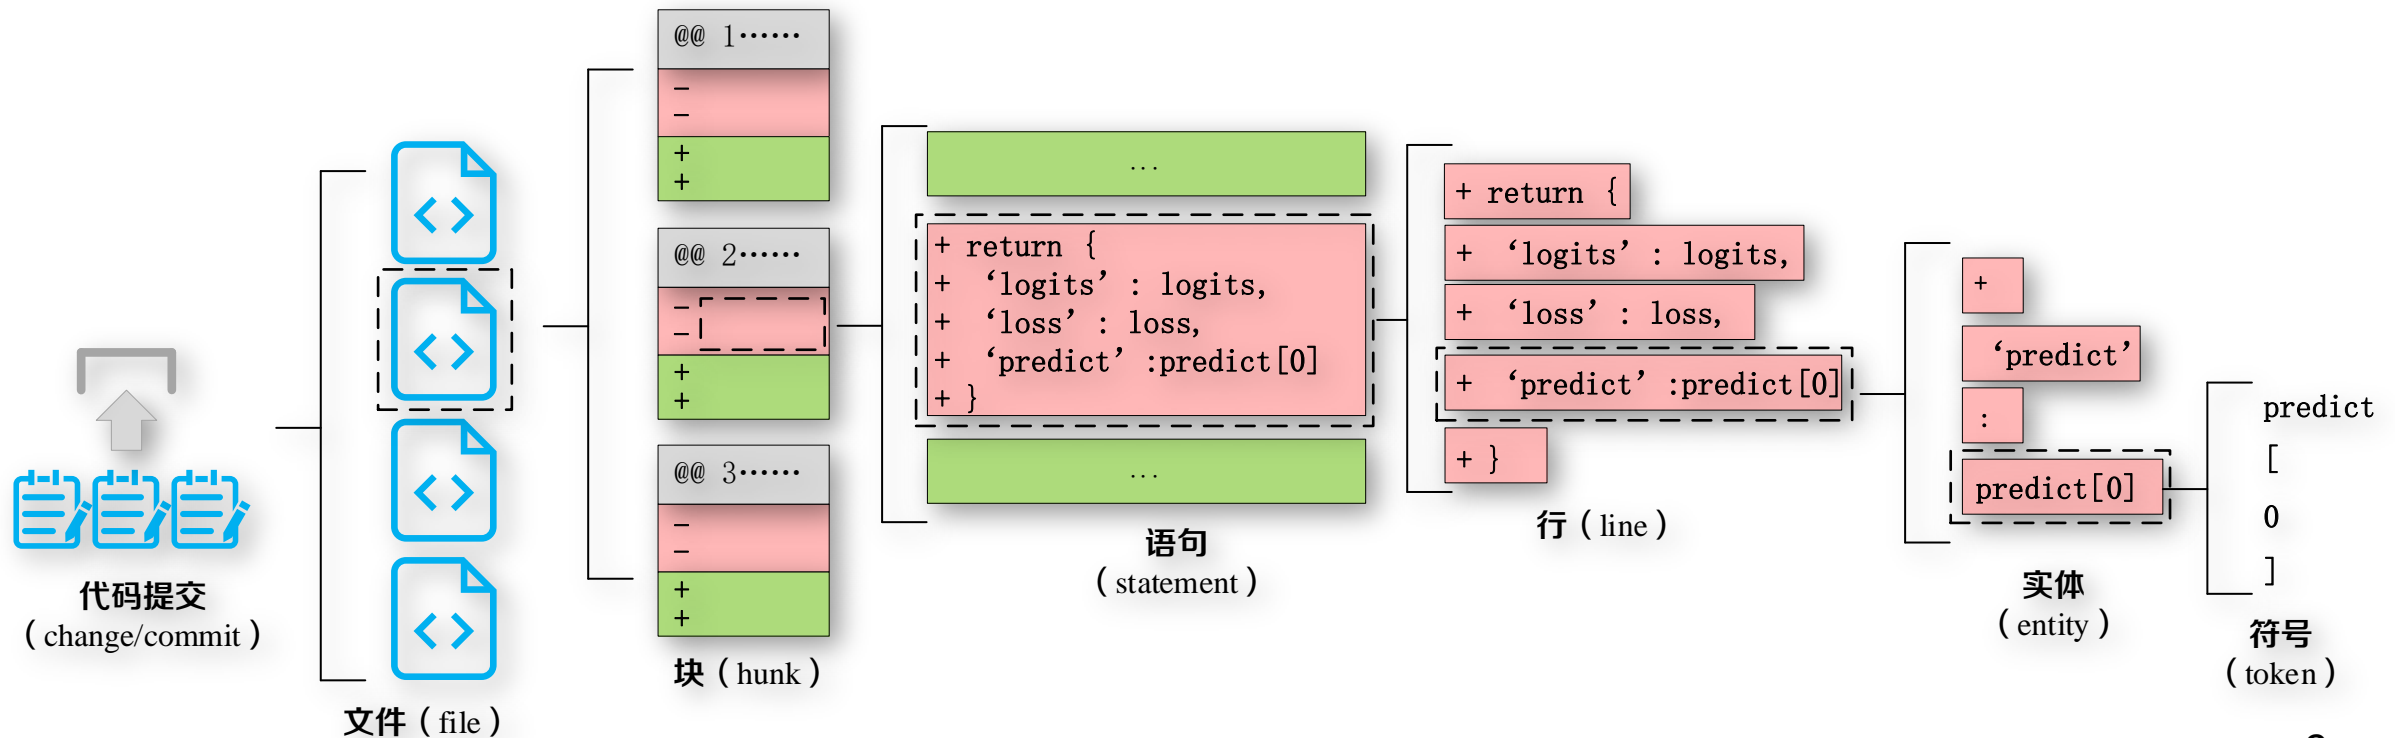 代码提交
（change/commit）
文件（file）
@@ 1······
-
-
+
+
@@ 2······
-
-
+
+
@@ 3······
-
-
+
+
块（hunk）
...
+ return {
+  ‘logits’ : logits,
+  ‘loss’ : loss,
+  ‘predict’ :predict[0]
+ }
...
语句
（statement）
+ return {
+  ‘logits’ : logits,
+  ‘loss’ : loss,
+  ‘predict’ :predict[0]
+ }
行（line）
+
‘predict’
:
predict[0]
实体
（entity）
predict
[
0
]
符号
（token）